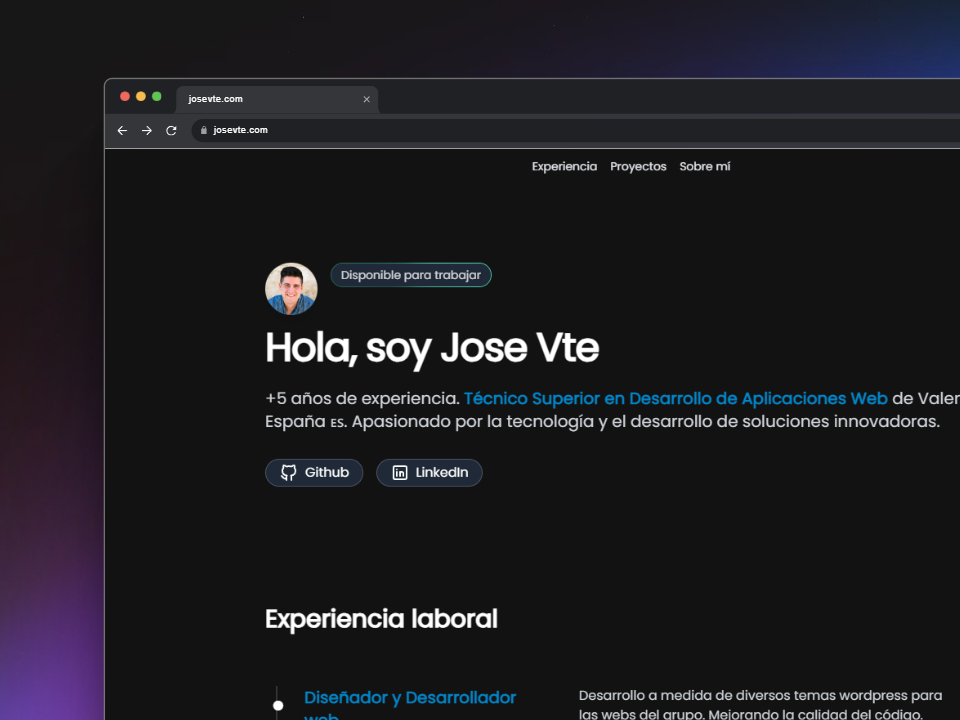 josevte.com
josevte.com
Experiencia Proyectos Sobre mí
Disponible para trabajar
Hola, soy Jose Vte
+5 años de experiencia. Técnico Superior en Desarrollo de Aplicaciones Web de Valen
España ES. Apasionado por la tecnología y el desarrollo de soluciones innovadoras.
Github LinkedIn
Experiencia laboral
Diseñador y Desarrollador
web
Desarrollo a medida de diversos temas wordpress para
las webs del grupo. Mejorando la calidad del código,